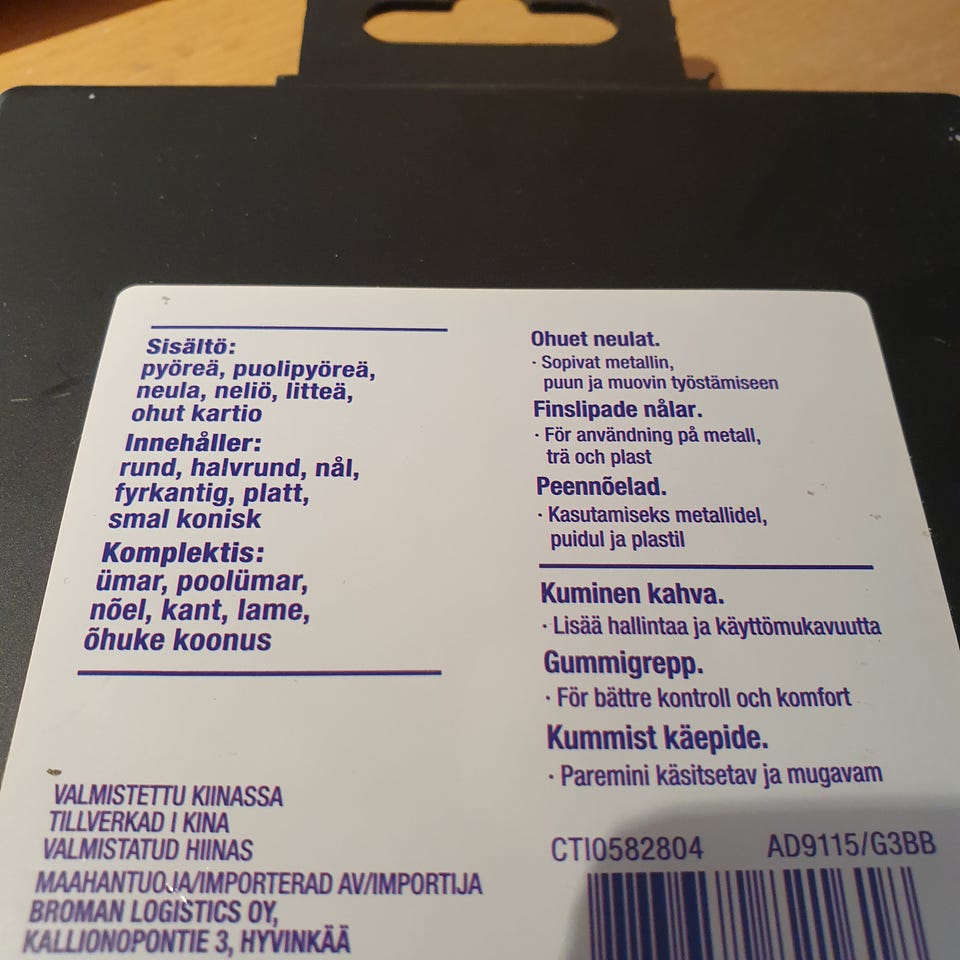 Sisältö:
pyöreä, puolipyöreä,
neula, neliö, litteä,
ohut kartio
Innehåller:
rund, halvrund, nål,
fyrkantig, platt,
smal konisk
Komplektis:
ümar, poolümar,
nõel, kant, lame,
õhuke koonus
VALMISTETTU KIINASSA
TILLVERKAD I KINA
VALMISTATUD HIINAS
MAAHANTUOJA/IMPORTERAD AV/IMPORTIJA
BROMAN LOGISTICS OY,
KALLIONOPONTIE 3, HYVINKÄÄ
Ohuet neulat.
· Sopivat metallin,
puun ja muovin työstämiseen
Finslipade nålar.
· För användning på metall,
trä och plast
Peennõelad.
· Kasutamiseks metallidel,
puidul ja plastil
Kuminen kahva.
· Lisää hallintaa ja käyttömukavuutta
Gummigrepp.
· För bättre kontroll och komfort
Kummist käepide.
· Paremini käsitsetav ja mugavam
CTI0582804 AD9115/G3BB